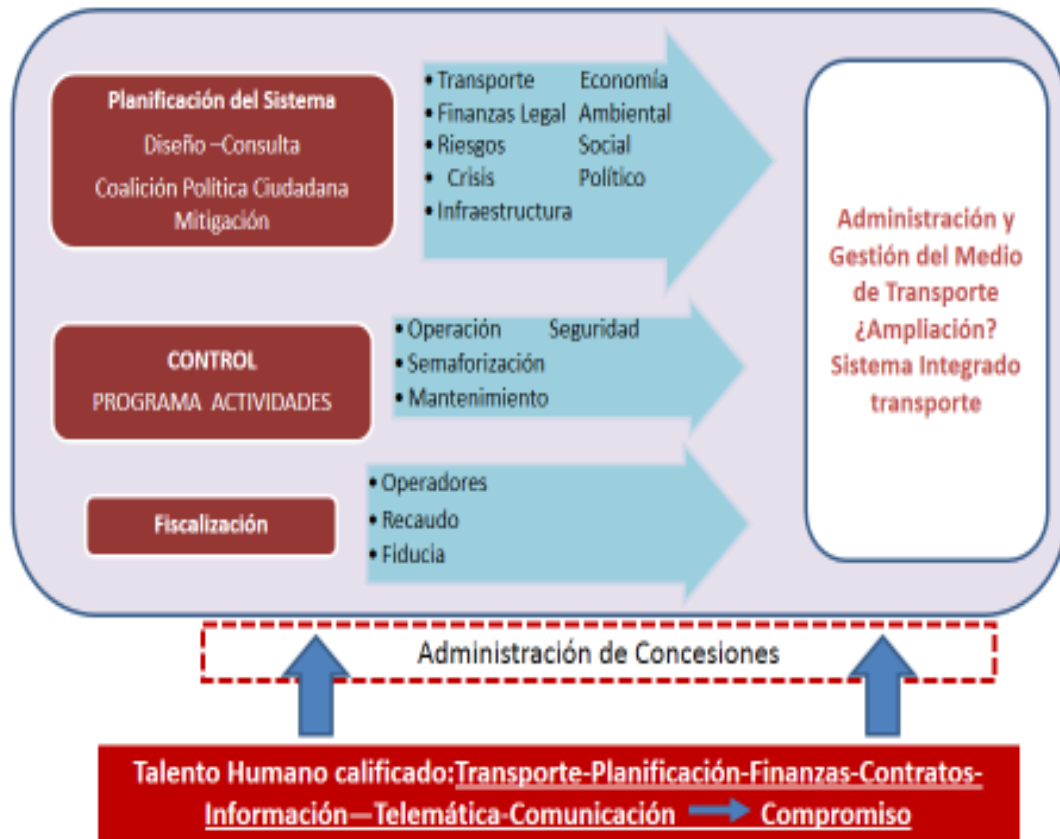 Planificación del Sistema
Diseño –Consulta
Coalición Política Ciudadana
Mitigación
• Transporte Economía
• Finanzas Legal Ambiental
• Riesgos Social
• Crisis Político
• Infraestructura
CONTROL
PROGRAMA ACTIVIDADES
• Operación Seguridad
• Semaforización
• Mantenimiento
Fiscalización
• Operadores
• Recaudo
• Fiducia
Administración y
Gestión del Medio
de Transporte
¿Ampliación?
Sistema Integrado
transporte
Administración de Concesiones
Talento Humano calificado:Transporte-Planificación-Finanzas-Contratos-
Información—Telemática-Comunicación Compromiso